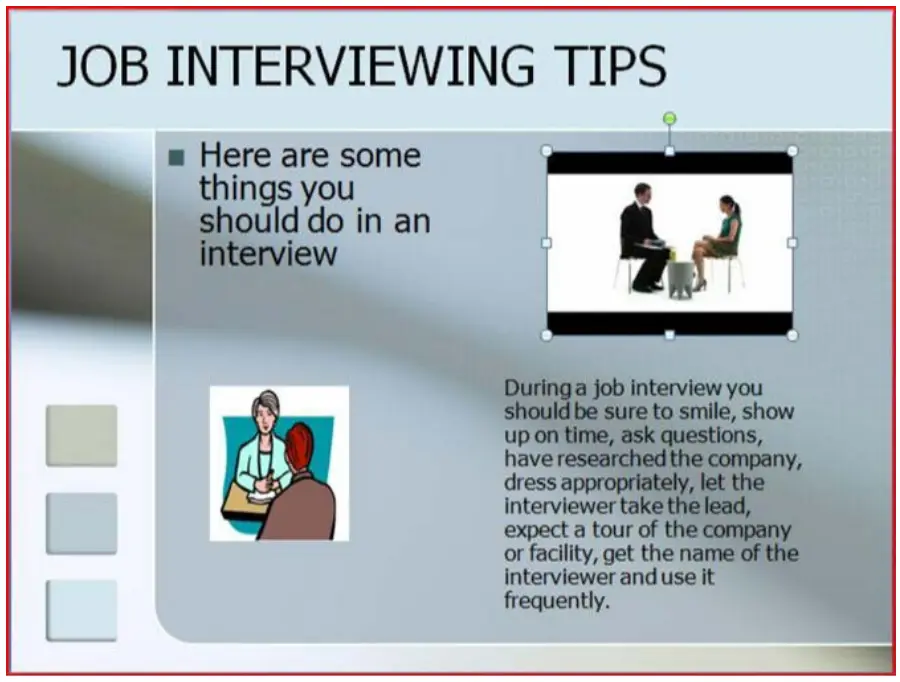 JOB INTERVIEWING TIPS
Here are some
things you
should do in an
interview
During a job interview you
should be sure to smile, show
up on time, ask questions,
have researched the company,
dress appropriately, let the
interviewer take the lead,
expect a tour of the company
or facility, get the name of the
interviewer and use it
frequently.